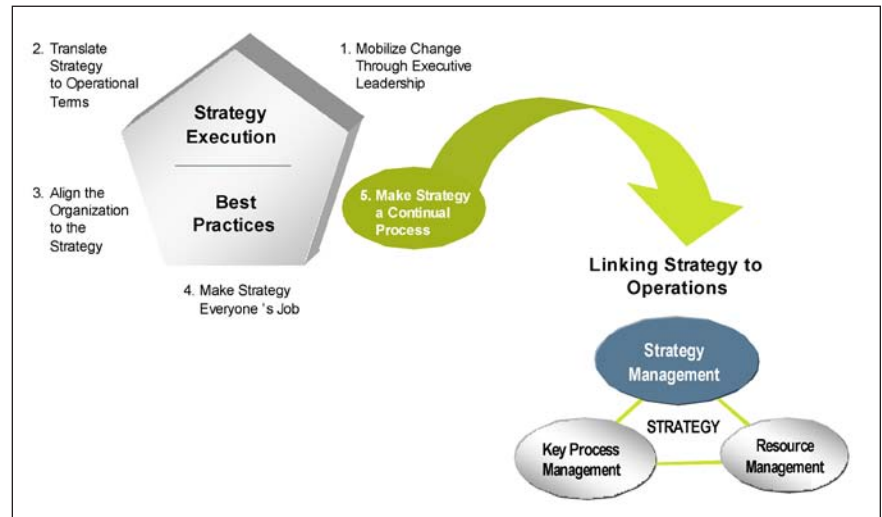 1. Mobilize Change
Through Executive
Leadership
2. Translate
Strategy
to Operational
Terms
Strategy
Execution
Best
Practices
3. Align the
Organization
to the
Strategy
4. Make Strategy
Everyone 's Job
5. Make Strategy
a Continual
Process
Linking Strategy to
Operations
Strategy
Management
STRATEGY
Key Process
Management
Resource
Management